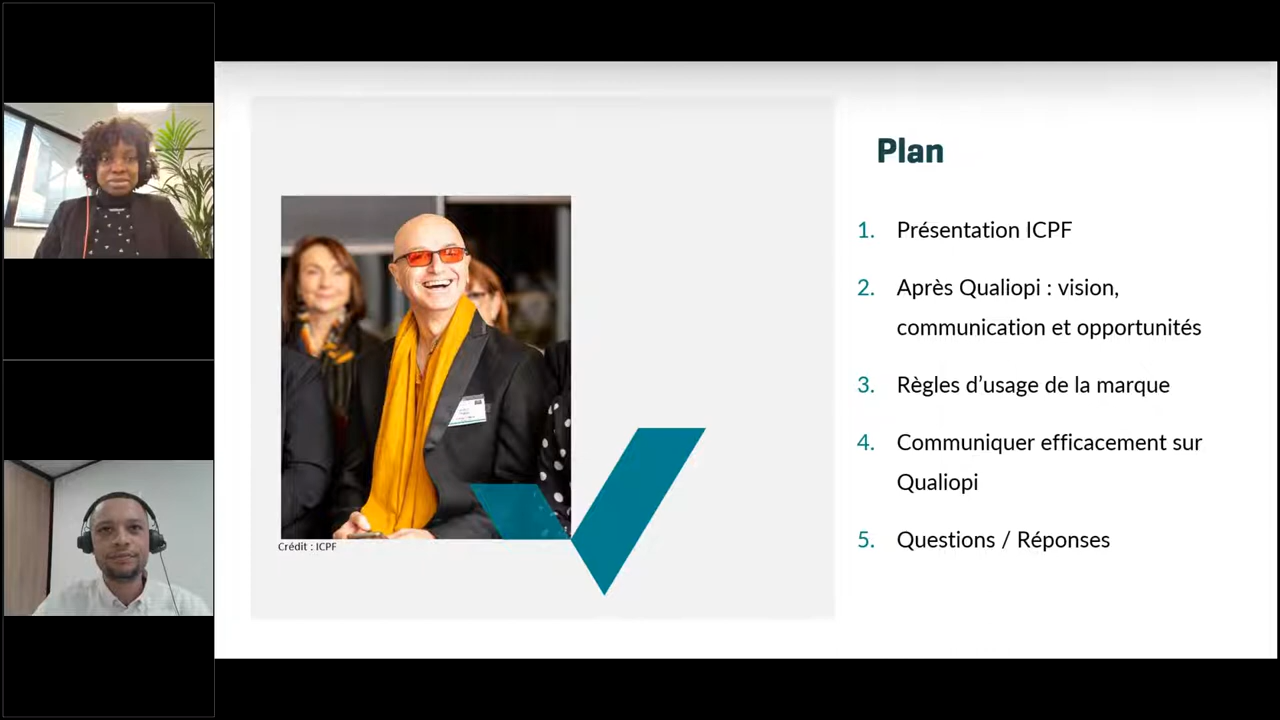 Plan
1. Présentation ICPF
2. Après Qualiopi : vision,
communication et opportunités
3. Règles d’usage de la marque
4. Communiquer efficacement sur
Qualiopi
5. Questions / Réponses
Crédit : ICPF